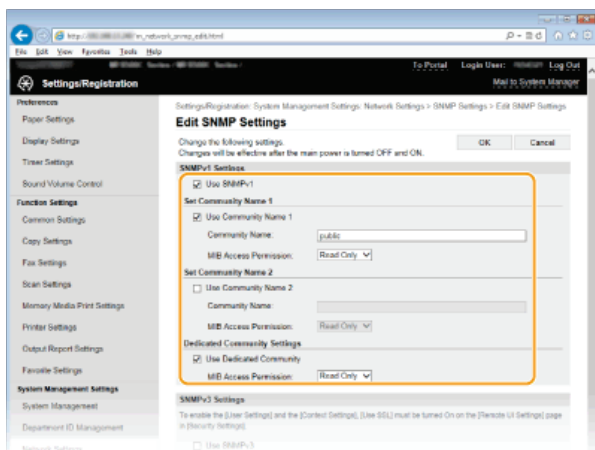 http://
/m_network_snmp_edit.html
File Edit View Favorites Tools Help
To Portal Login User: Log Out
Settings/Registration
Mail to System Manager
Preferences
Paper Settings
Display Settings
Timer Settings
Sound Volume Control
Function Settings
Common Settings
Copy Settings
Fax Settings
Scan Settings
Memory Media Print Settings
Printer Settings
Output Report Settings
Favorite Settings
System Management Settings
System Management
Department ID Management
Network Settings
Settings/Registration: System Management Settings: Network Settings > SNMP Settings > Edit SNMP Settings
Edit SNMP Settings
Change the following settings.
Changes will be effective after the main power is turned OFF and ON.
OK Cancel
SNMPv1 Settings
Use SNMPv1
Set Community Name 1
Use Community Name 1
Community Name: public
MIB Access Permission: Read Only
Set Community Name 2
Use Community Name 2
Community Name:
MIB Access Permission: Read Only
Dedicated Community Settings
Use Dedicated Community
MIB Access Permission: Read Only
SNMPv3 Settings
To enable the [User Settings] and the [Context Settings], [Use SSL] must be turned On on the [Remote UI Settings] page
in [Security Settings].
Use SNMPv3